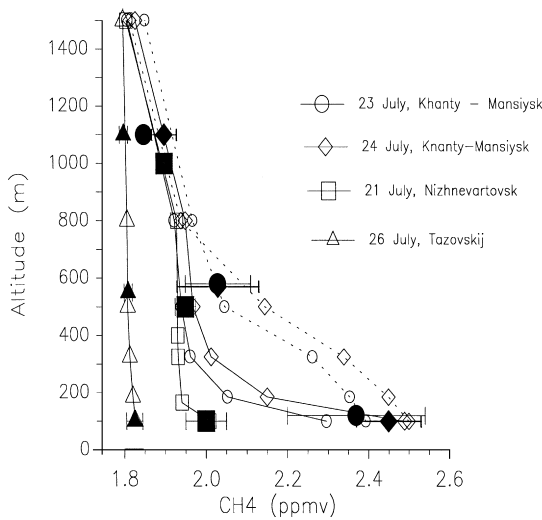 1400
1200
1000
800
600
400
200
0
Altitude (m)
1.8 2.0 2.2 2.4 2.6
CH4 (ppmv)
23 July, Khanty - Mansiysk
24 July, Knanty-Mansiysk
21 July, Nizhnevartovsk
26 July, Tazovskij